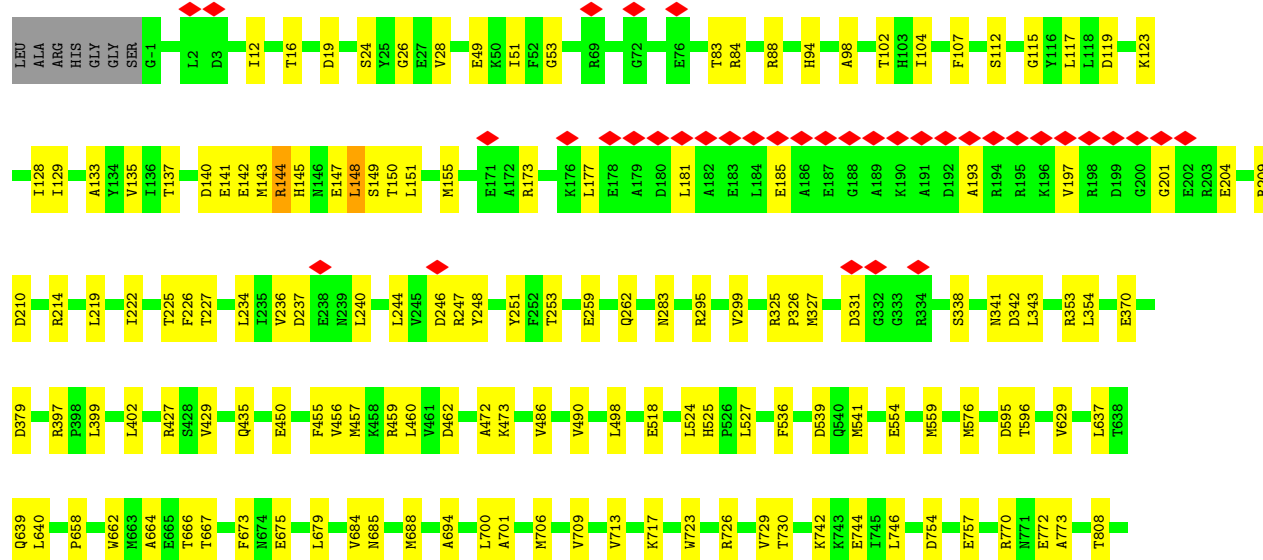 LEU ALA ARG HIS GLY GLY SER G-1 L2 D3 I12 T16 D19 S24 Y25 G26 E27 V28 E49 K50 I51 F52 G53 R69 G72 E76 T83 R84 R88 H94 A98 T102 H103 I104 F107 S112 G115 Y116 L117 L118 D119 K123
I128 I129 A133 Y134 V135 I136 T137 D140 E141 E142 M143 R144 H145 N146 E147 L148 S149 T150 L151 M155 E171 A172 R173 K176 L177 E178 A179 D180 L181 A182 E183 L184 E185 A186 E187 G188 A189 K190 A191 D192 A193 R194 R195 K196 V197 R198 D199 G200 G201 E202 R203 E204 R209
D210 R214 L219 I222 T225 F226 T227 L234 I235 V236 D237 E238 N239 L240 L244 V245 D246 R247 Y248 Y251 F252 T253 E259 Q262 N283 R295 V299 R325 P326 M327 D331 G332 G333 R334 S338 N341 D342 L343 R353 L354 E370
D379 R397 P398 L399 L402 R427 S428 V429 Q435 E450 F455 V456 M457 K458 R459 L460 V461 D462 A472 K473 V486 V490 L498 E518 L524 H525 P526 L527 F536 D539 Q540 M541 E554 M559 M576 D595 T596 V629 L637 T638
Q639 L640 P658 W662 M663 A664 E665 T666 T667 F673 N674 E675 L679 V684 N685 M688 A694 L700 A701 M706 V709 V713 K717 W723 R726 V729 T730 K742 K743 E744 I745 L746 D754 E757 R770 N771 E772 A773 T808